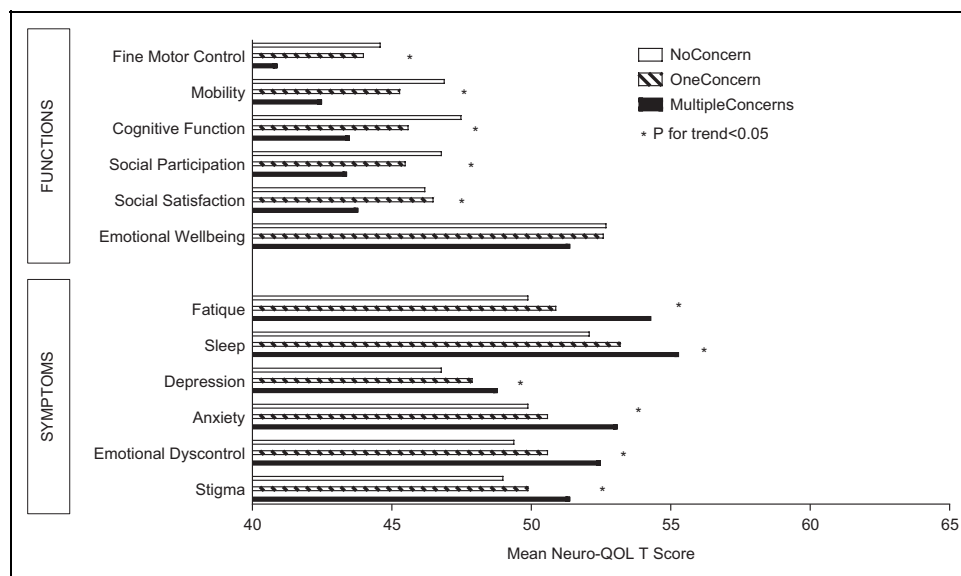 FUNCTIONS
Fine Motor Control
*
Mobility
*
Cognitive Function
*
Social Participation
*
Social Satisfaction
*
Emotional Wellbeing
NoConcern
OneConcern
MultipleConcerns
* P for trend<0.05
SYMPTOMS
Fatique
*
Sleep
*
Depression
*
Anxiety
*
Emotional Dyscontrol
*
Stigma
*
40 45 50 55 60 65
Mean Neuro-QOL T Score